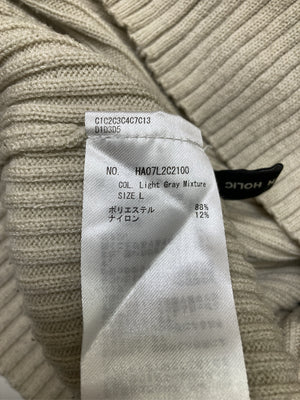 C1C2C3C4C7C13
D1D3D5
NO. HA07L2C2100
COL. Light Gray Mixture
SIZE L
ポリエステル 88%
ナイロン 12%
HOLIC